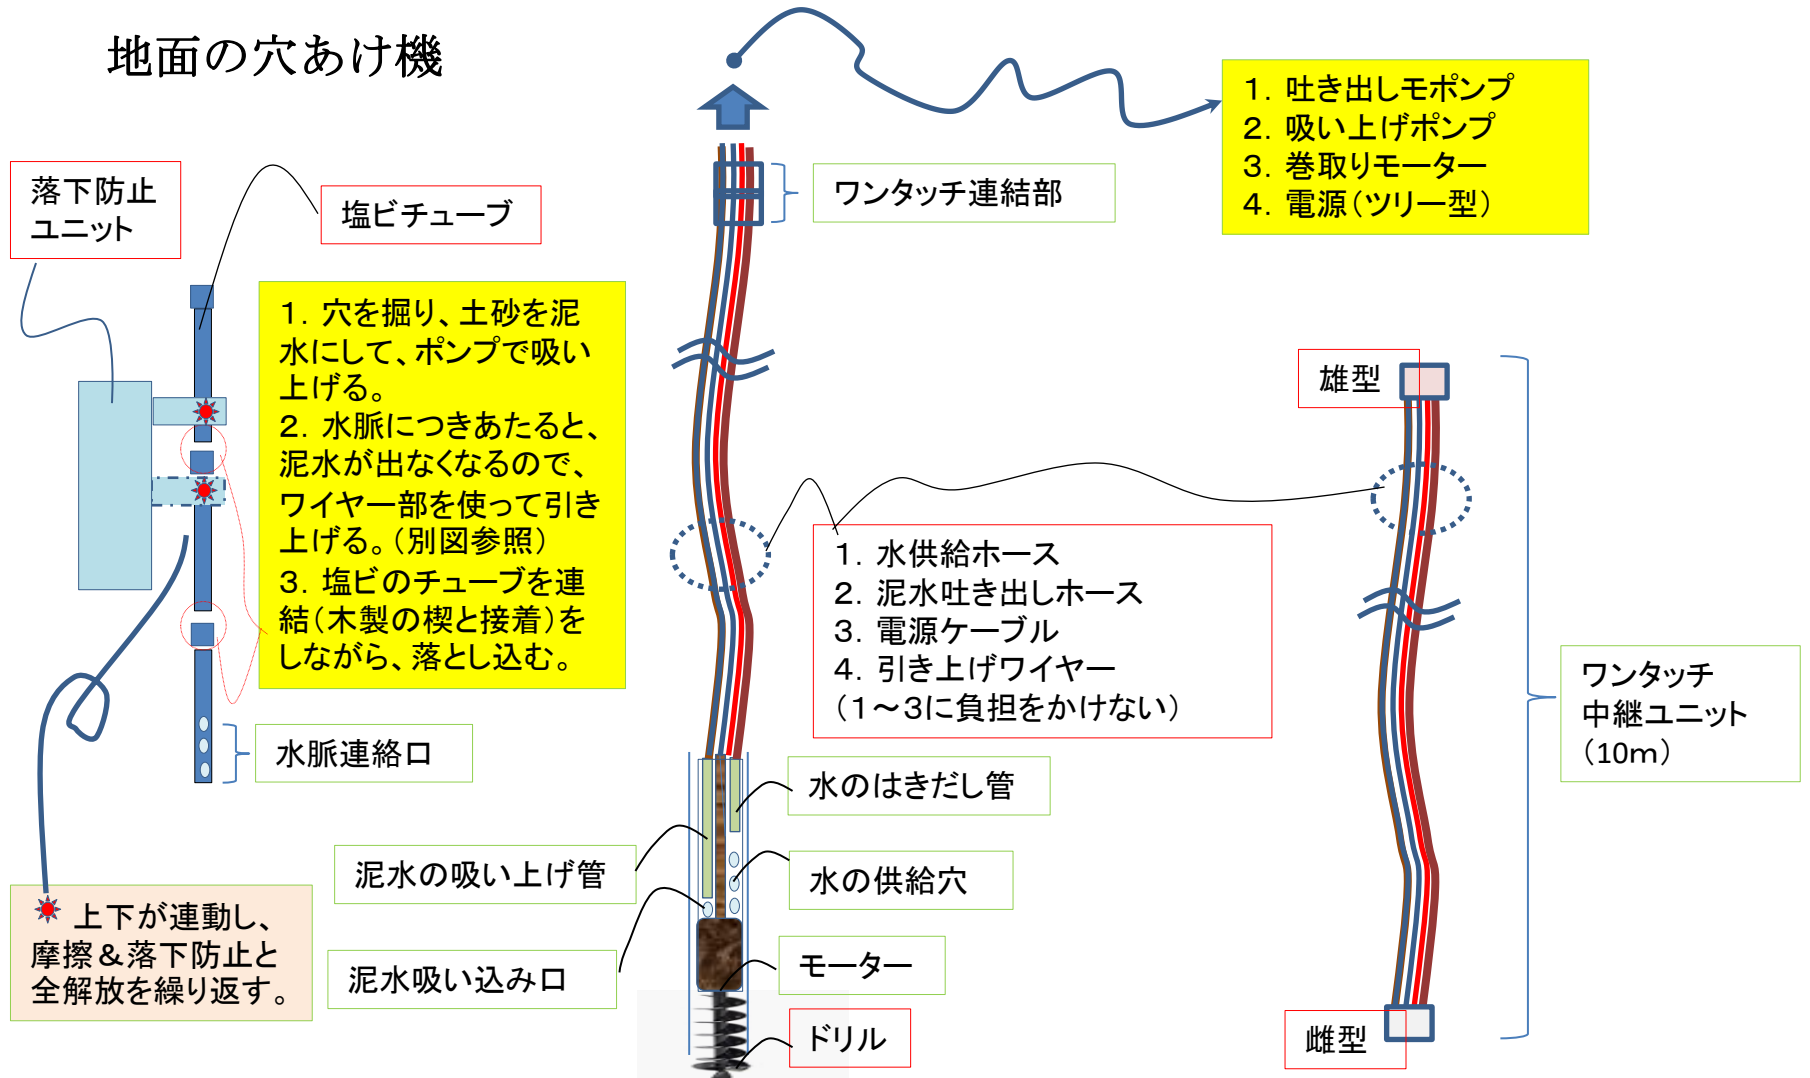 地面の穴あけ機
1. 吐き出しモポンプ
2. 吸い上げポンプ
3. 巻取りモーター
4. 電源(ツリー型)
落下防止
ユニット
塩ビチューブ
ワンタッチ連結部
1. 穴を掘り、土砂を泥
水にして、ポンプで吸い
上げる。
2. 水脈につきあたると、
泥水が出なくなるので、
ワイヤー部を使って引き
上げる。(別図参照)
3. 塩ビのチューブを連
結(木製の楔と接着)を
しながら、落とし込む。
雄型
1. 水供給ホース
2. 泥水吐き出しホース
3. 電源ケーブル
4. 引き上げワイヤー
(1～3に負担をかけない)
ワンタッチ
中継ユニット
(10m)
水脈連絡口
水のはきだし管
泥水の吸い上げ管
水の供給穴
上下が連動し、
摩擦&落下防止と
全解放を繰り返す。
泥水吸い込み口
モーター
ドリル
雌型